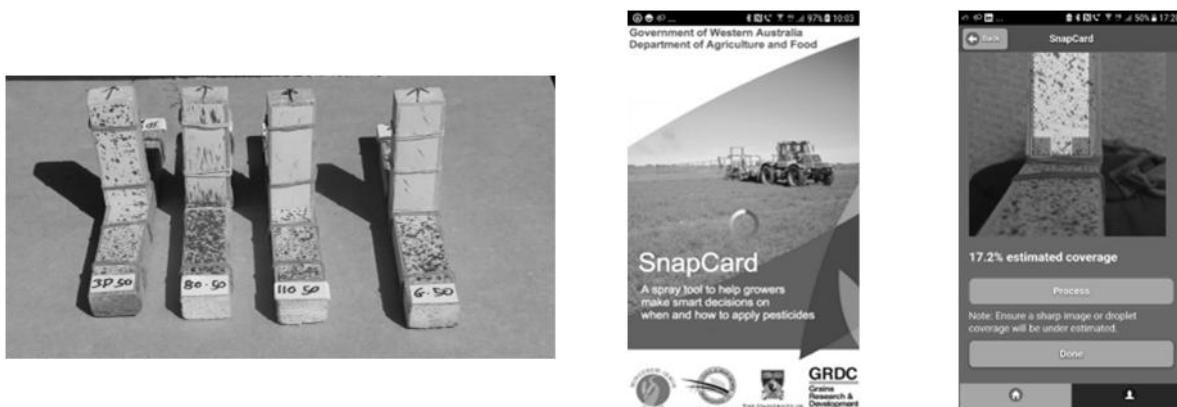 3D 50
80.50
110 50
6.50
97% 10:03
Government of Western Australia
Department of Agriculture and Food
SnapCard
A spray tool to help growers
make smart decisions on
when and how to apply pesticides
GRDC
Grains
Research &
Development
50% 17:20
Back
SnapCard
17.2% estimated coverage
Process
Note: Ensure a sharp image or droplet
coverage will be under estimated.
Done